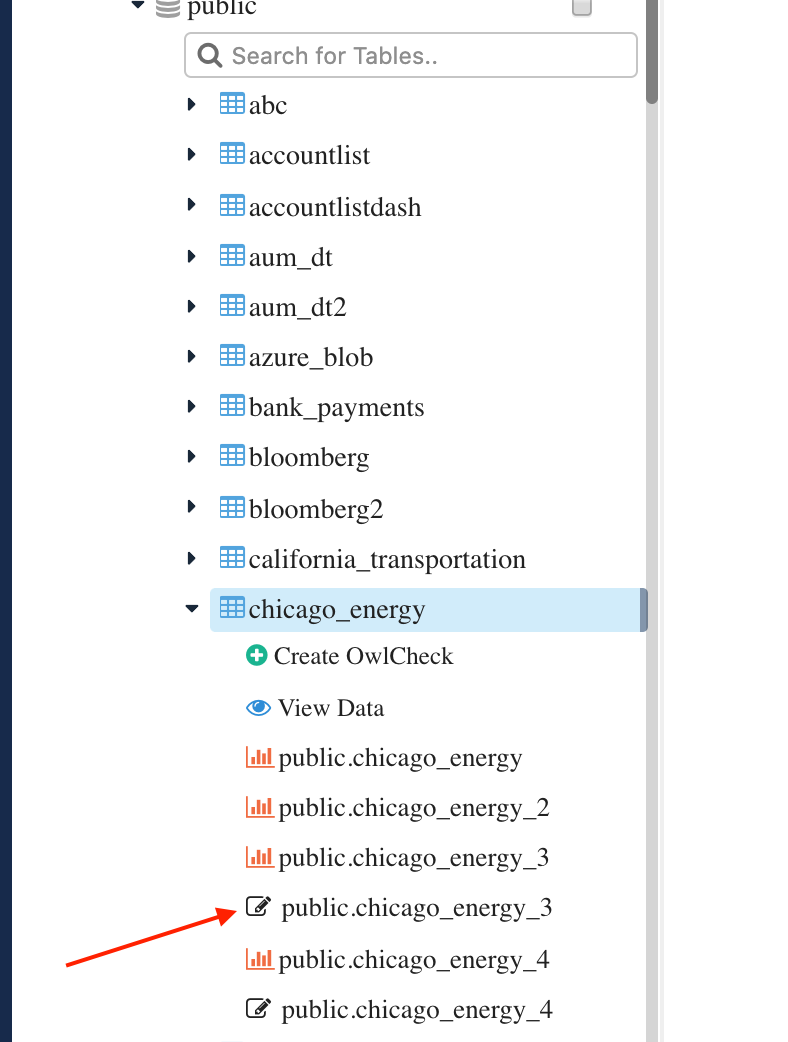 public
Search for Tables..
abc
accountlist
accountlistdash
aum_dt
aum_dt2
azure_blob
bank_payments
bloomberg
bloomberg2
california_transportation
chicago_energy
Create OwlCheck
View Data
public.chicago_energy
public.chicago_energy_2
public.chicago_energy_3
public.chicago_energy_3
public.chicago_energy_4
public.chicago_energy_4